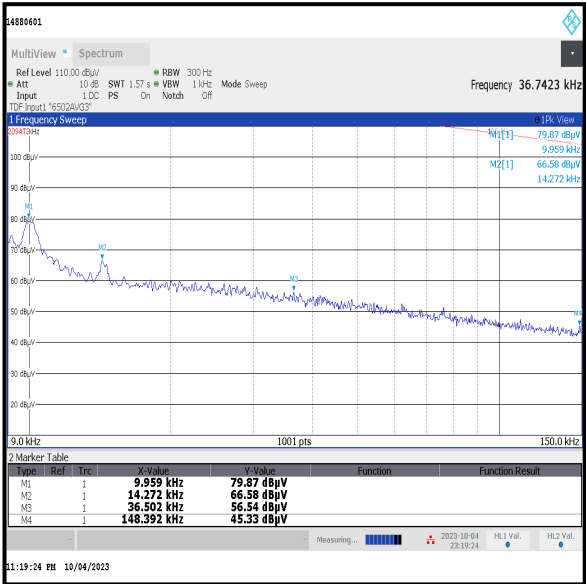 14880601
MultiView Spectrum
Ref Level 110.00 dBµV RBW 300 Hz
Att 10 dB SWT 1.57 s VBW 1 kHz Mode Sweep Frequency 36.7423 kHz
Input 1 DC PS On Notch Off
TDF Input1 "6502AVG3"
1 Frequency Sweep 1Pk View
M1[1] 79.87 dBµV
9.959 kHz
M2[1] 66.58 dBµV
14.272 kHz
100 dBµV
90 dBµV
M1
80 dBµV
M2
70 dBµV
M3
60 dBµV
50 dBµV
M4
40 dBµV
30 dBµV
20 dBµV
9.0 kHz 1001 pts 150.0 kHz
2 Marker Table
Type Ref Trc X-Value Y-Value Function Function Result
M1 1 9.959 kHz 79.87 dBµV
M2 1 14.272 kHz 66.58 dBµV
M3 1 36.502 kHz 56.54 dBµV
M4 1 148.392 kHz 45.33 dBµV
Measuring... 2023-10-04 HL1 Val. HL2 Val.
23:19:24
11:19:24 PM 10/04/2023